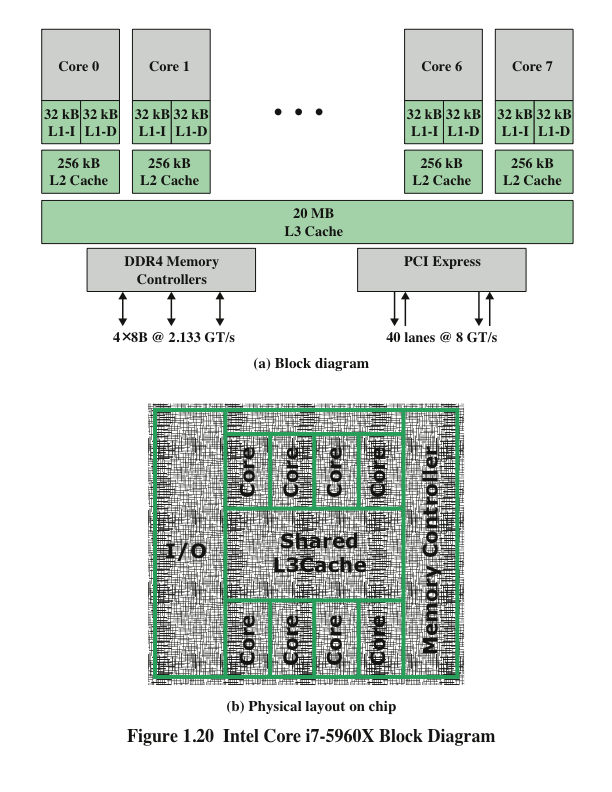 Core 0
Core 1
Core 6
Core 7
32 kB 32 kB
L1-I L1-D
32 kB 32 kB
L1-I L1-D
• • •
32 kB 32 kB
L1-I L1-D
32 kB 32 kB
L1-I L1-D
256 kB
L2 Cache
256 kB
L2 Cache
256 kB
L2 Cache
256 kB
L2 Cache
20 MB
L3 Cache
DDR4 Memory
Controllers
PCI Express
4×8B @ 2.133 GT/s
40 lanes @ 8 GT/s
(a) Block diagram
Core
Core
Core
Core
I/O
Shared
L3Cache
Memory Controller
Core
Core
Core
Core
(b) Physical layout on chip
Figure 1.20 Intel Core i7-5960X Block Diagram